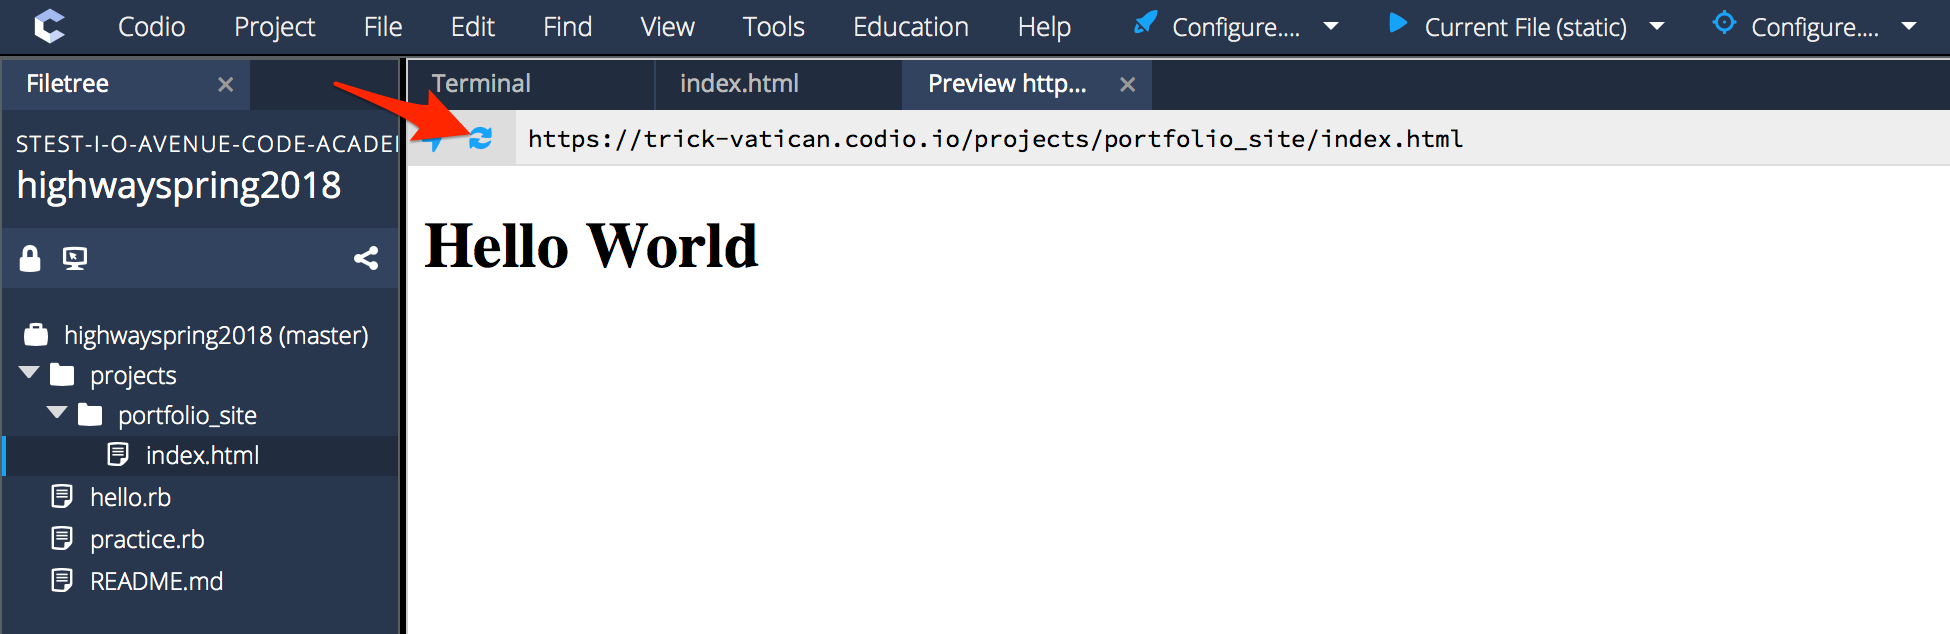 Codio Project File Edit Find View Tools Education Help Configure.... Current File (static) Configure....
Filetree Terminal index.html Preview http...
https://trick-vatican.codio.io/projects/portfolio_site/index.html
STEST-I-O-AVENUE-CODE-ACADE
highwayspring2018
Hello World
highwayspring2018 (master)
projects
portfolio_site
index.html
hello.rb
practice.rb
README.md